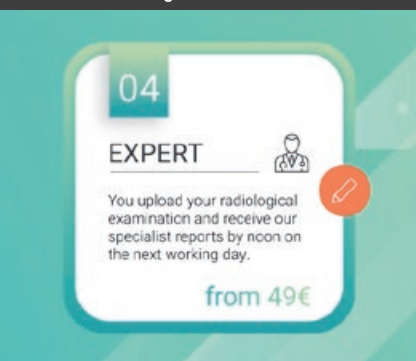 04
EXPERT
You upload your radiological
examination and receive our
specialist reports by noon on
the next working day.
from 49€